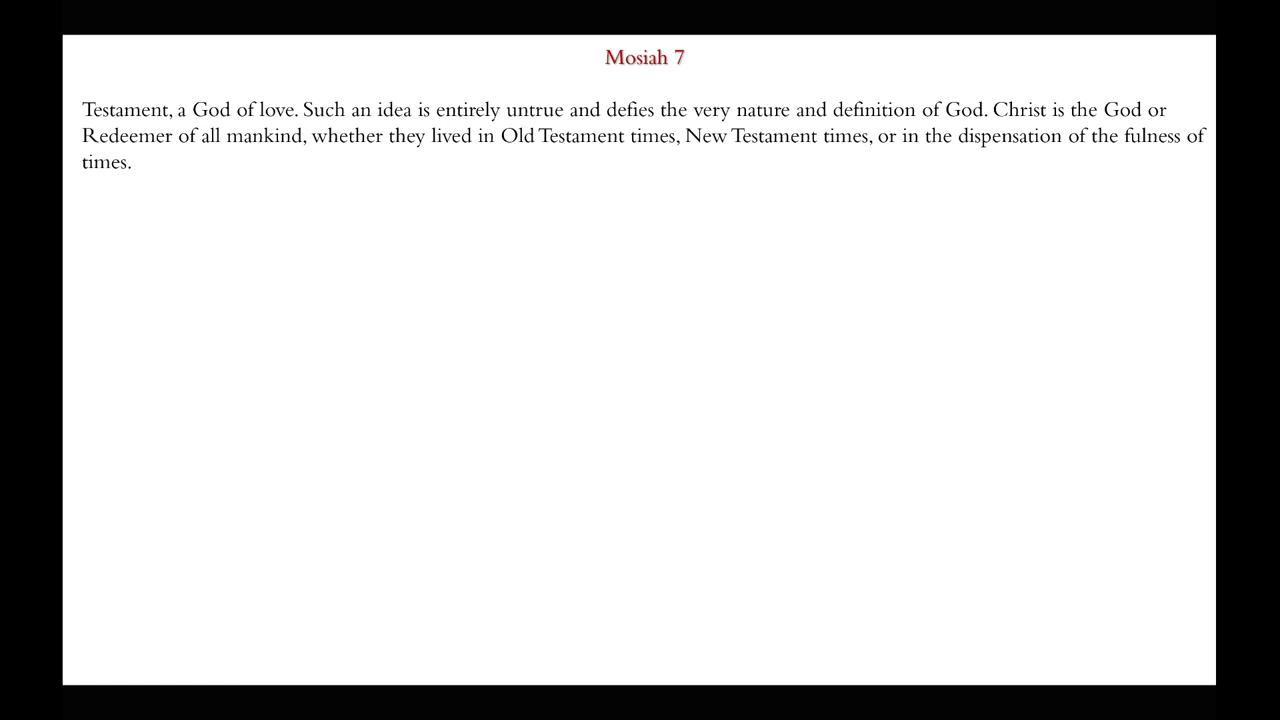 Mosiah 7
Testament, a God of love. Such an idea is entirely untrue and defies the very nature and definition of God. Christ is the God or
Redeemer of all mankind, whether they lived in Old Testament times, New Testament times, or in the dispensation of the fulness of
times.